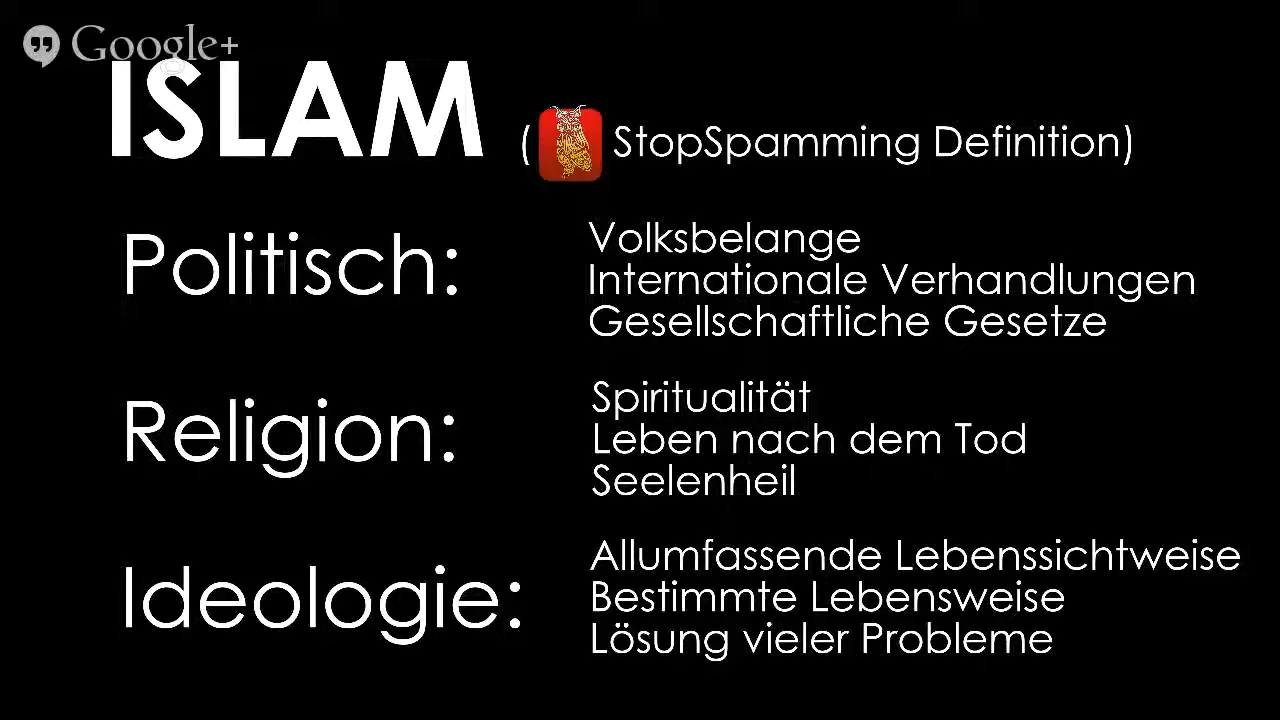 Google+
ISLAM ( StopSpamming Definition)
Politisch:
Volksbelange
Internationale Verhandlungen
Gesellschaftliche Gesetze
Religion:
Spiritualität
Leben nach dem Tod
Seelenheil
Ideologie:
Allumfassende Lebenssichtweise
Bestimmte Lebensweise
Lösung vieler Probleme